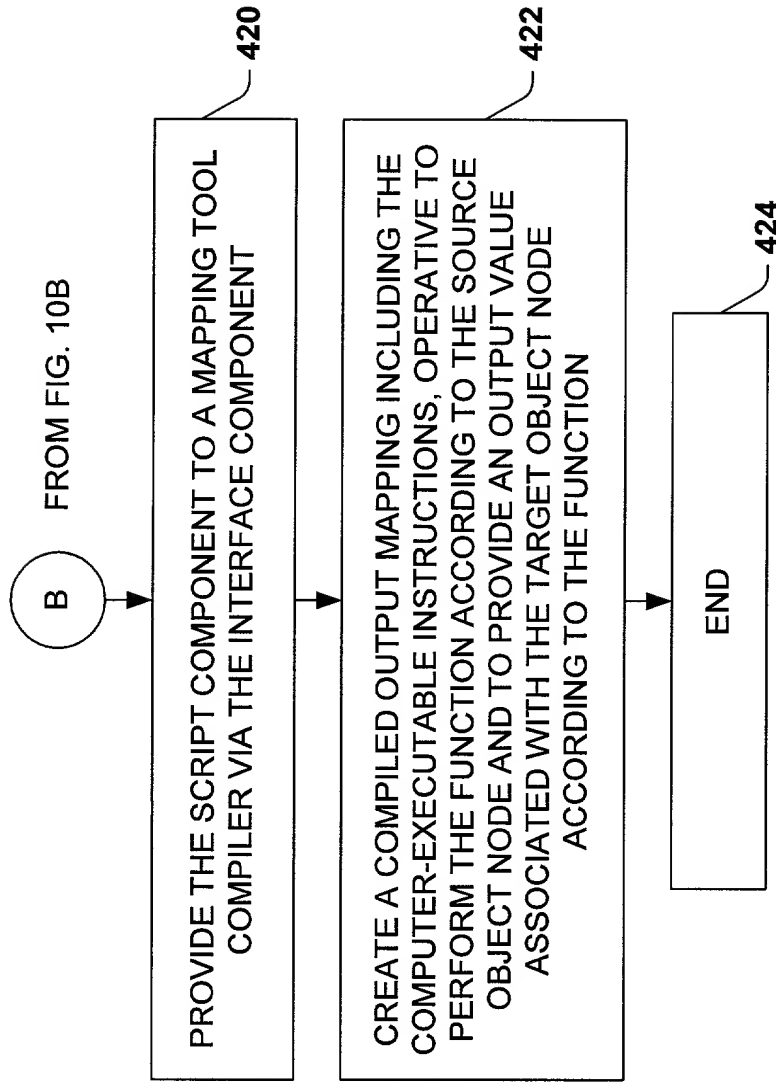 B
FROM FIG. 10B
420
PROVIDE THE SCRIPT COMPONENT TO A MAPPING TOOL
COMPILER VIA THE INTERFACE COMPONENT
422
CREATE A COMPILED OUTPUT MAPPING INCLUDING THE
COMPUTER-EXECUTABLE INSTRUCTIONS, OPERATIVE TO
PERFORM THE FUNCTION ACCORDING TO THE SOURCE
OBJECT NODE AND TO PROVIDE AN OUTPUT VALUE
ASSOCIATED WITH THE TARGET OBJECT NODE
ACCORDING TO THE FUNCTION
424
END